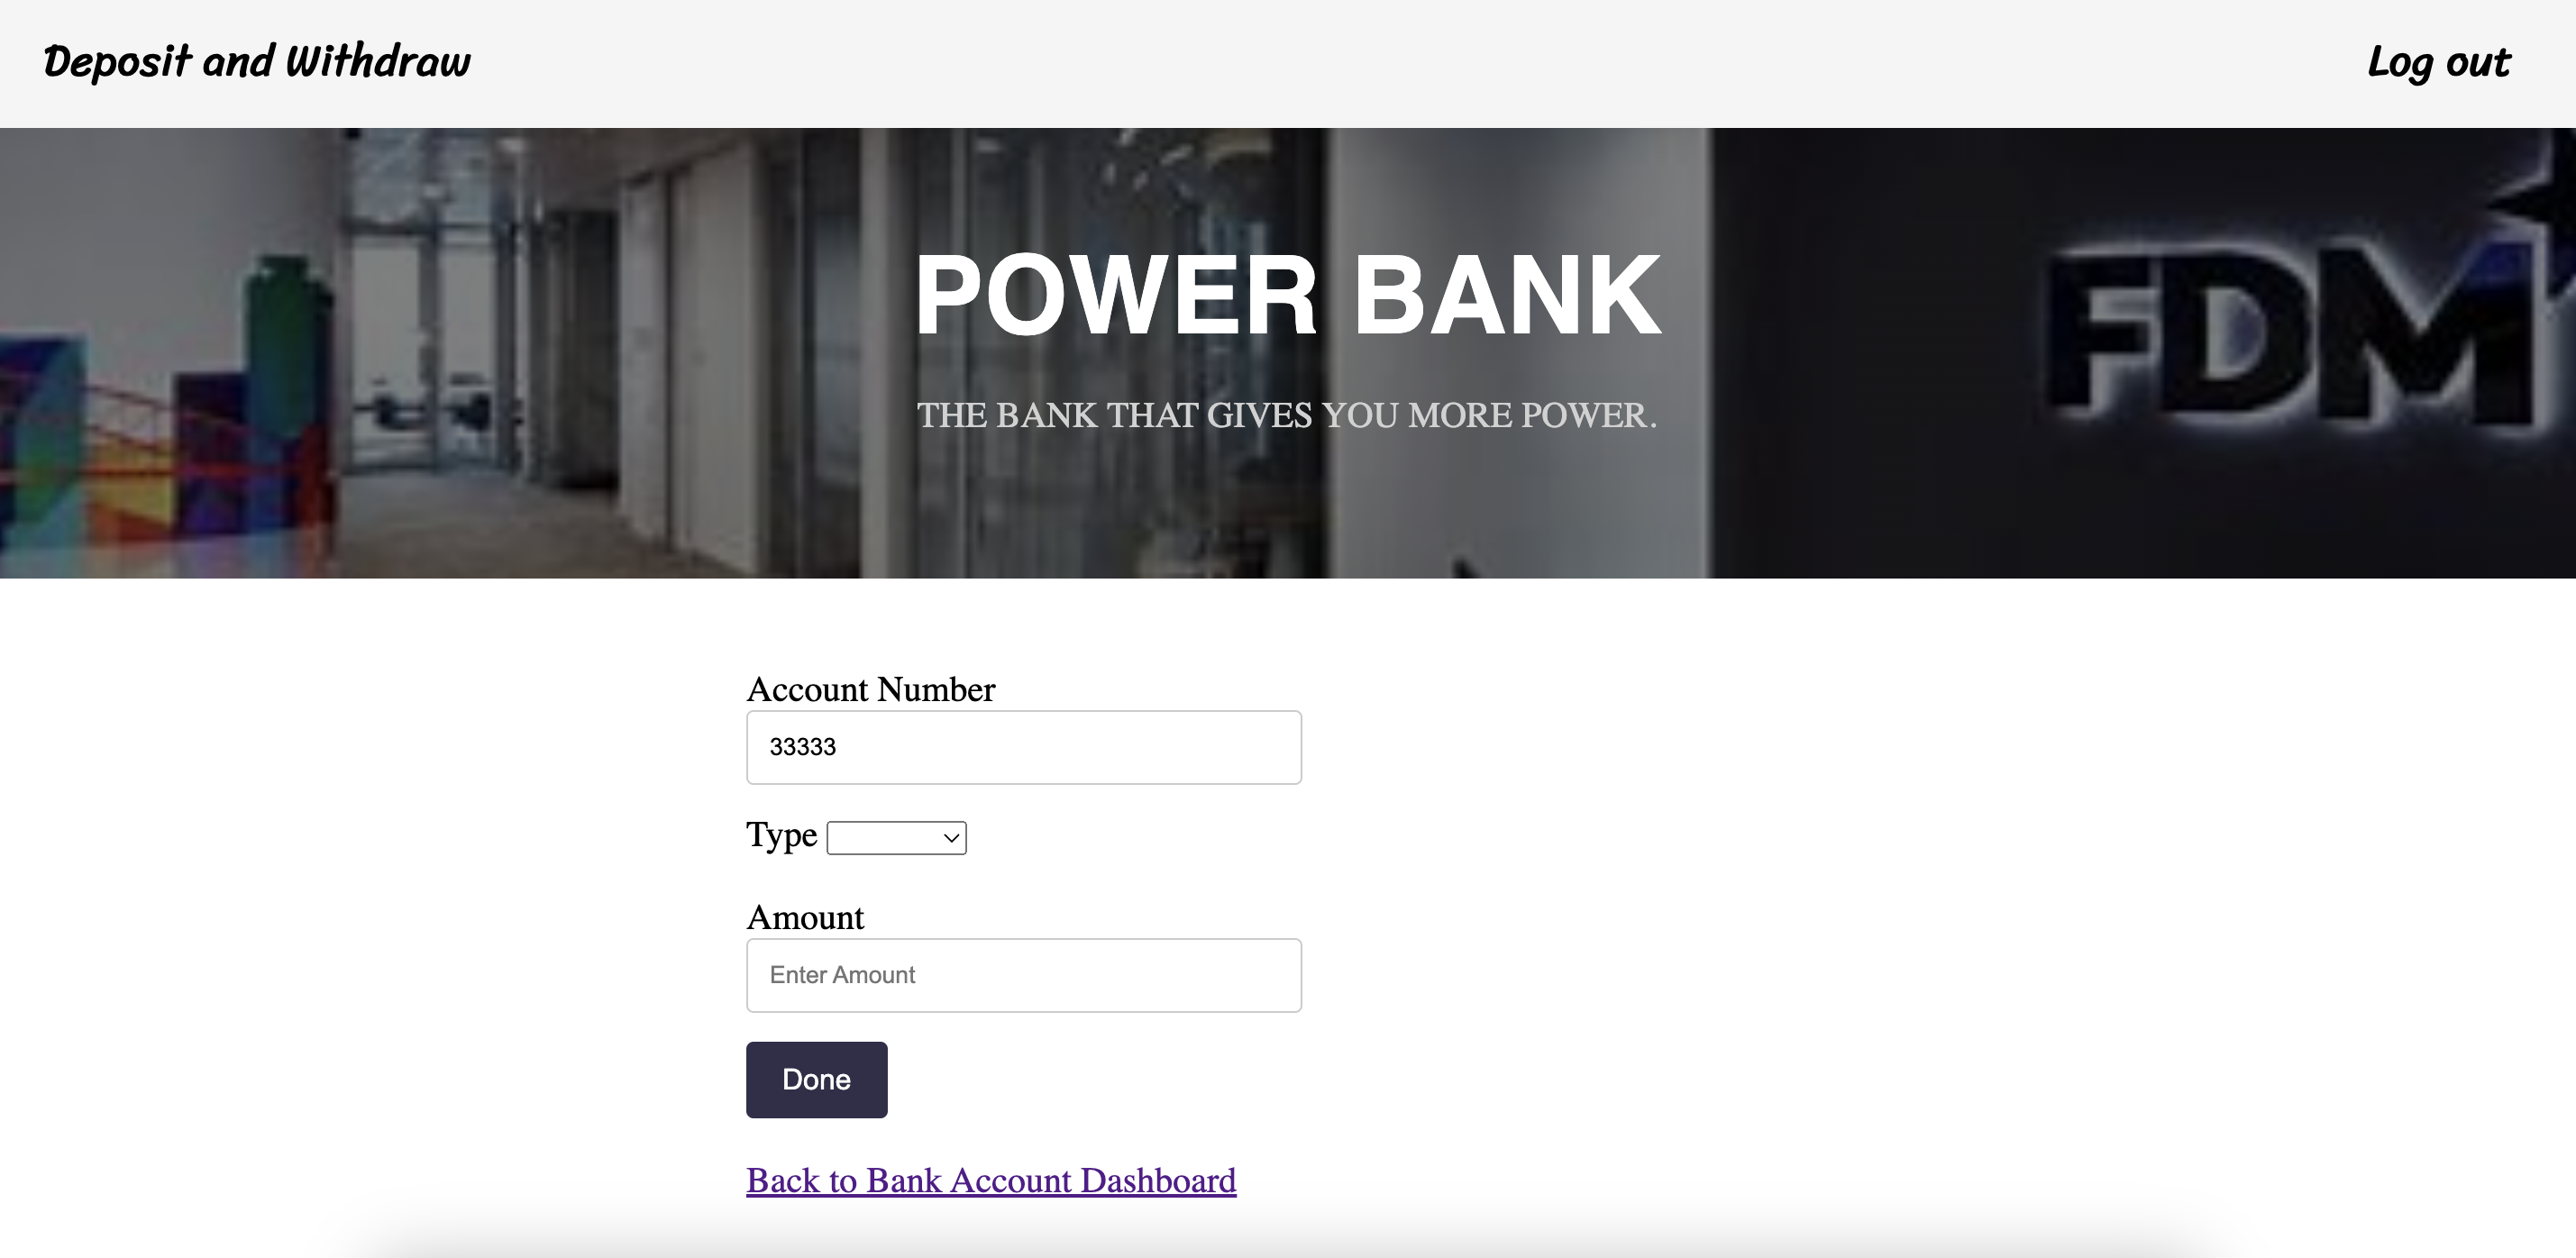 Deposit and Withdraw
Log out
POWER BANK
FDM
THE BANK THAT GIVES YOU MORE POWER.
Account Number
33333
Type
Amount
Enter Amount
Done
Back to Bank Account Dashboard